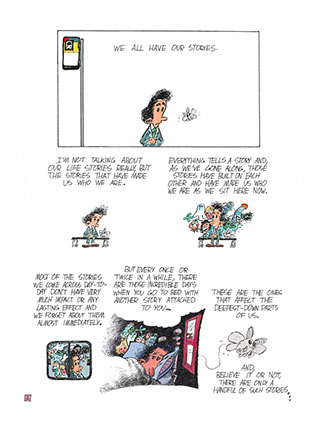 WE ALL HAVE OUR STORIES.
I'M NOT TALKING ABOUT
OUR LIFE STORIES REALLY, BUT
THE STORIES THAT HAVE MADE
US WHO WE ARE.
EVERYTHING TELLS A STORY AND,
AS WE'VE GONE ALONG, THOSE
STORIES HAVE BUILT ON EACH
OTHER AND HAVE MADE US WHO
WE ARE AS WE SIT HERE NOW.
MOST OF THE STORIES
WE COME ACROSS DAY-TO-
DAY DON'T HAVE VERY
MUCH IMPACT OR ANY
LASTING EFFECT AND
WE FORGET ABOUT THEM
ALMOST IMMEDIATELY.
BUT EVERY ONCE OR
TWICE IN A WHILE, THERE
ARE THOSE INCREDIBLE DAYS
WHEN YOU GO TO BED WITH
ANOTHER STORY ATTACHED
TO YOU...
THESE ARE THE ONES
THAT AFFECT THE
DEEPEST-DOWN PARTS
OF US.
AND,
BELIEVE IT OR NOT,
THERE ARE ONLY A
HANDFUL OF SUCH STORIES